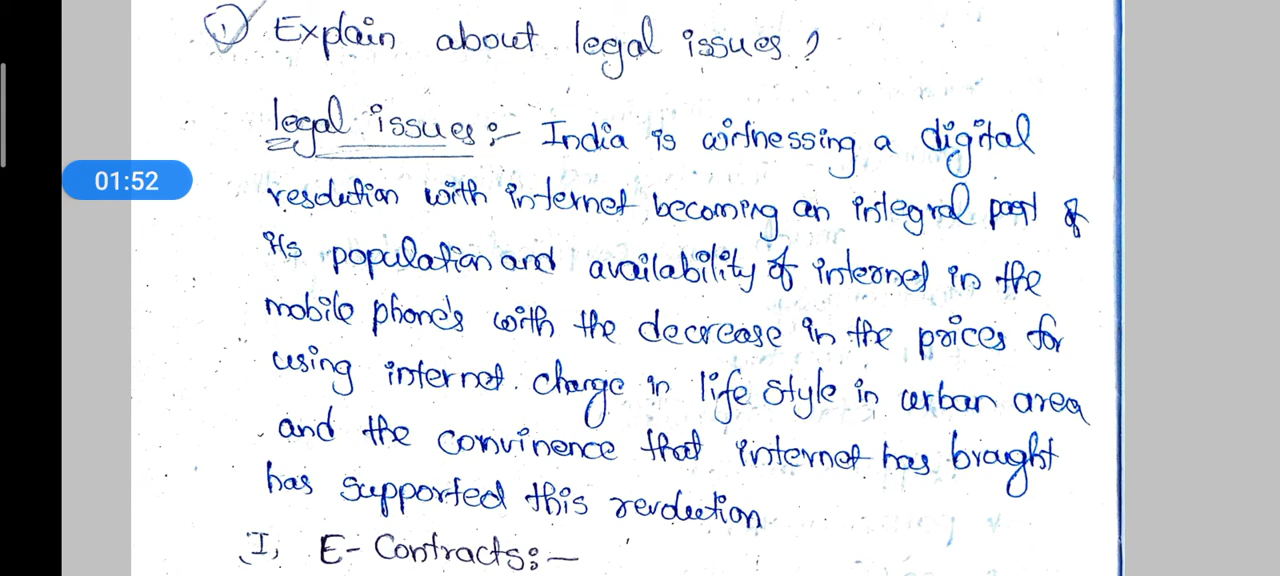 ① Explain about legal issues?
legal issues :- India is witnessing a digital
01:52
resolution with internet becoming an integral part of
its population and availability of internet in the
mobile phone's with the decrease in the prices for
using internet. change in life style in urban area
and the convinence that internet has brought
has supported this revolution
I, E- Contracts:-